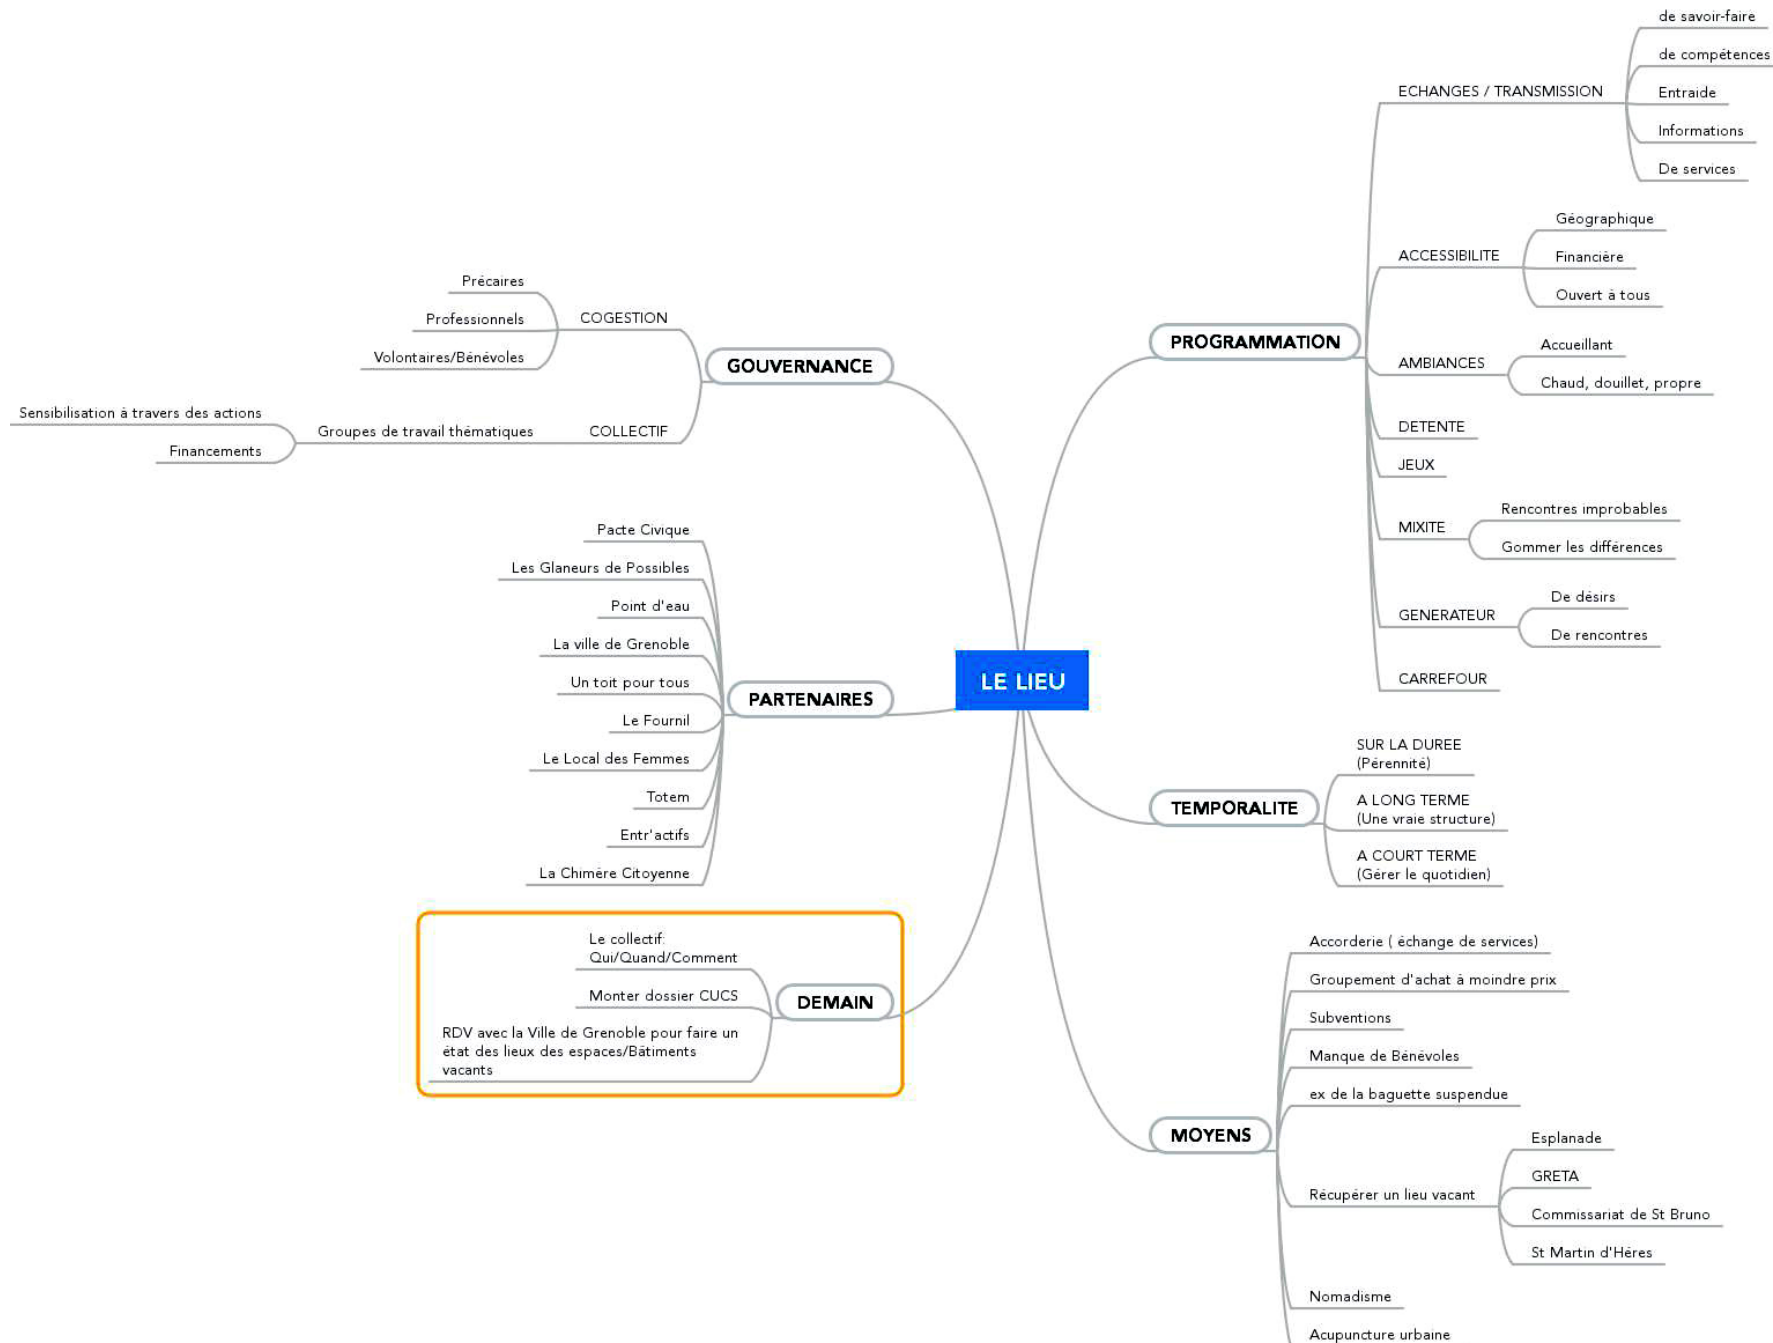 LE LIEU
GOUVERNANCE
COGESTION
Précaires
Professionnels
Volontaires/Bénévoles
COLLECTIF
Groupes de travail thématiques
Sensibilisation à travers des actions
Financements
PARTENAIRES
Pacte Civique
Les Glaneurs de Possibles
Point d'eau
La ville de Grenoble
Un toit pour tous
Le Fournil
Le Local des Femmes
Totem
Entr'actifs
La Chimère Citoyenne
DEMAIN
Le collectif:
Qui/Quand/Comment
Monter dossier CUCS
RDV avec la Ville de Grenoble pour faire un
état des lieux des espaces/Bâtiments
vacants
PROGRAMMATION
ECHANGES / TRANSMISSION
de savoir-faire
de compétences
Entraide
Informations
De services
ACCESSIBILITE
Géographique
Financière
Ouvert à tous
AMBIANCES
Accueillant
Chaud, douillet, propre
DETENTE
JEUX
MIXITE
Rencontres improbables
Gommer les différences
GENERATEUR
De désirs
De rencontres
CARREFOUR
TEMPORALITE
SUR LA DUREE
(Pérennité)
A LONG TERME
(Une vraie structure)
A COURT TERME
(Gérer le quotidien)
MOYENS
Accorderie ( échange de services)
Groupement d'achat à moindre prix
Subventions
Manque de Bénévoles
ex de la baguette suspendue
Récupérer un lieu vacant
Esplanade
GRETA
Commissariat de St Bruno
St Martin d'Héres
Nomadisme
Acupuncture urbaine